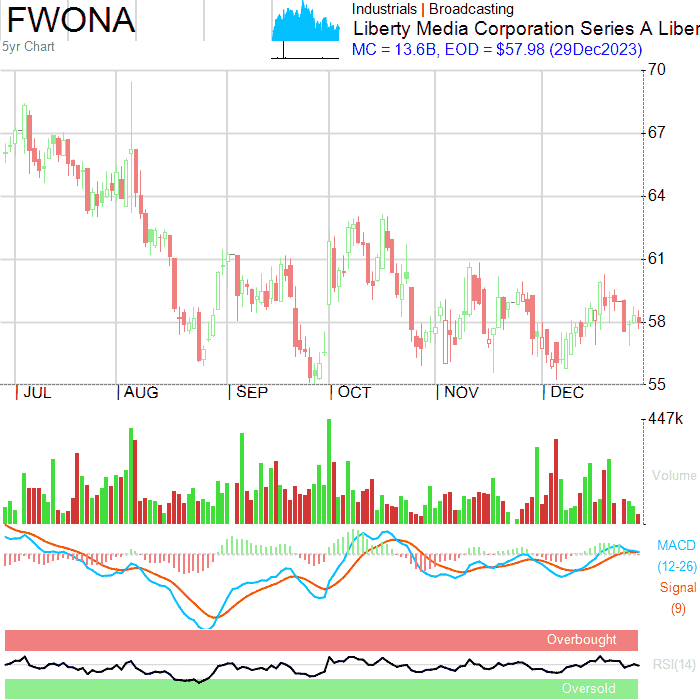 FWONA
5yr Chart
Industrials | Broadcasting
Liberty Media Corporation Series A Liber
MC = 13.6B, EOD = $57.98 (29Dec2023)
70
67
64
61
58
55
JUL AUG SEP OCT NOV DEC
447k
Volume
MACD
(12-26)
Signal
(9)
Overbought
RSI(14)
Oversold